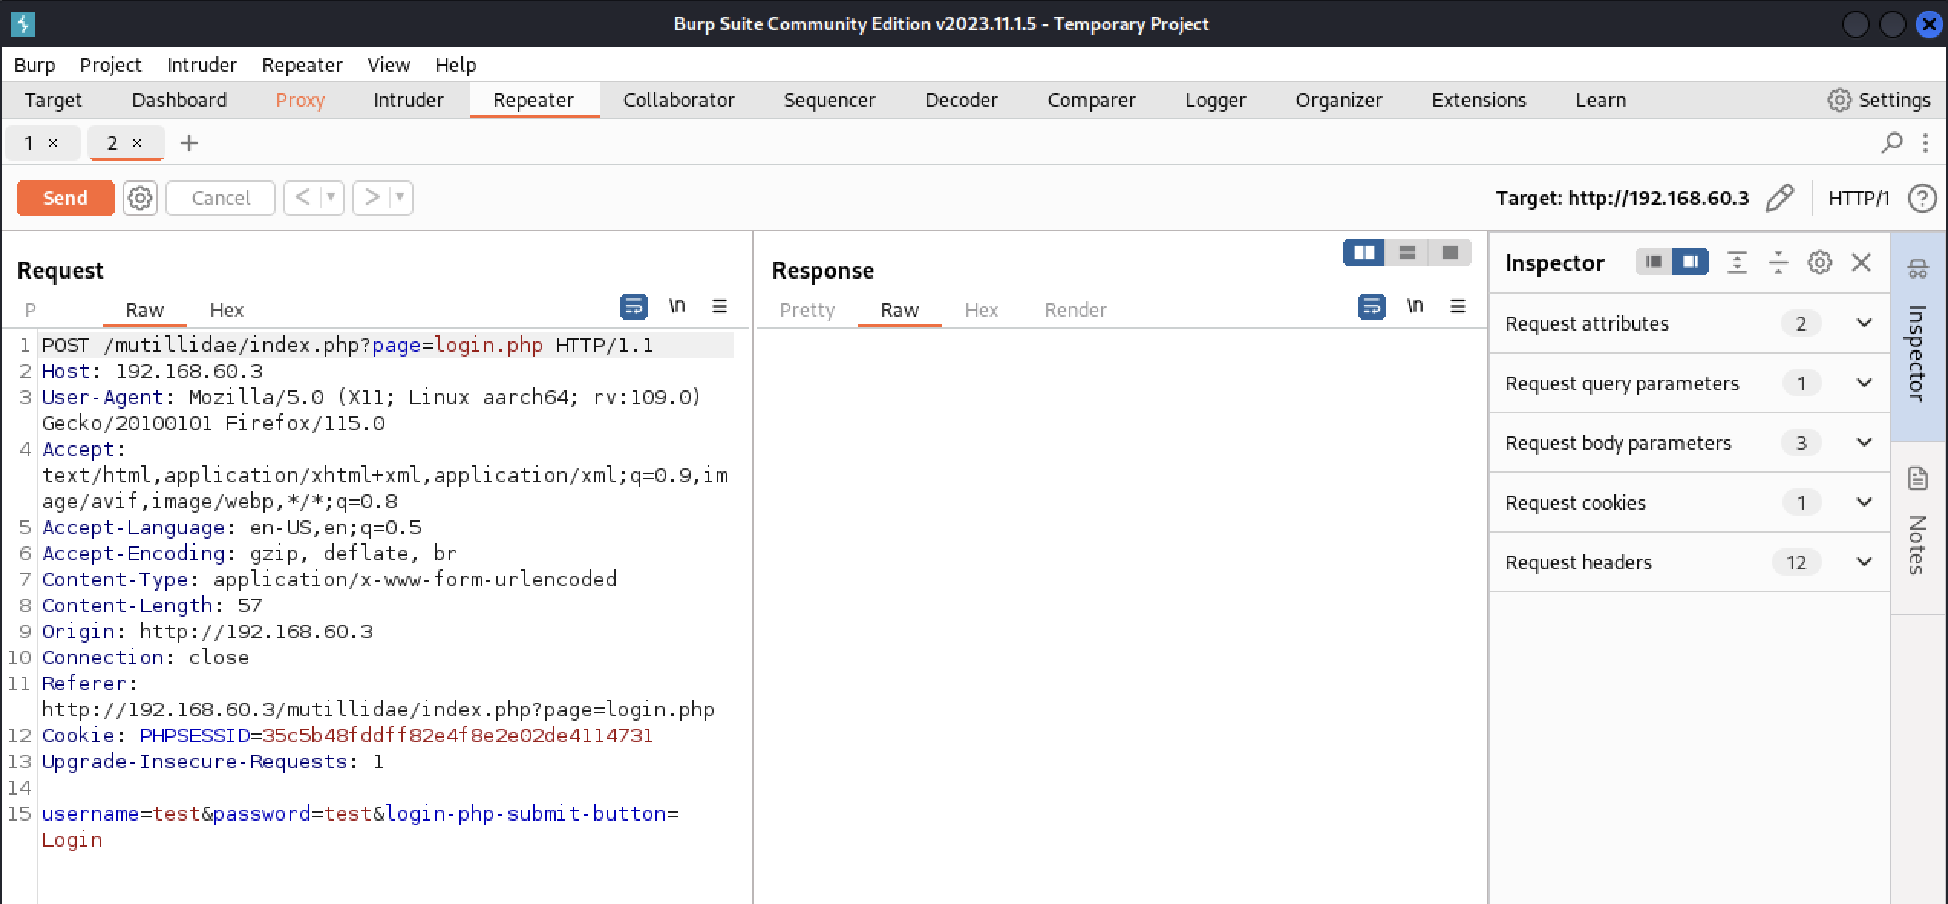 Burp Suite Community Edition v2023.11.1.5 - Temporary Project
Burp Project Intruder Repeater View Help
Target Dashboard Proxy Intruder Repeater Collaborator Sequencer Decoder Comparer Logger Organizer Extensions Learn Settings
1 × 2 × +
Send Cancel < > Target: http://192.168.60.3 HTTP/1 ?
Request
P Raw Hex \n
1 POST /mutillidae/index.php?page=login.php HTTP/1.1
2 Host: 192.168.60.3
3 User-Agent: Mozilla/5.0 (X11; Linux aarch64; rv:109.0)
Gecko/20100101 Firefox/115.0
4 Accept:
text/html,application/xhtml+xml,application/xml;q=0.9,im
age/avif,image/webp,*/*;q=0.8
5 Accept-Language: en-US,en;q=0.5
6 Accept-Encoding: gzip, deflate, br
7 Content-Type: application/x-www-form-urlencoded
8 Content-Length: 57
9 Origin: http://192.168.60.3
10 Connection: close
11 Referer:
http://192.168.60.3/mutillidae/index.php?page=login.php
12 Cookie: PHPSESSID=35c5b48fddff82e4f8e2e02de4114731
13 Upgrade-Insecure-Requests: 1
14
15 username=test&password=test&login-php-submit-button=
Login
Response
Pretty Raw Hex Render \n
Inspector
Request attributes 2
Request query parameters 1
Request body parameters 3
Request cookies 1
Request headers 12
Inspector
Notes